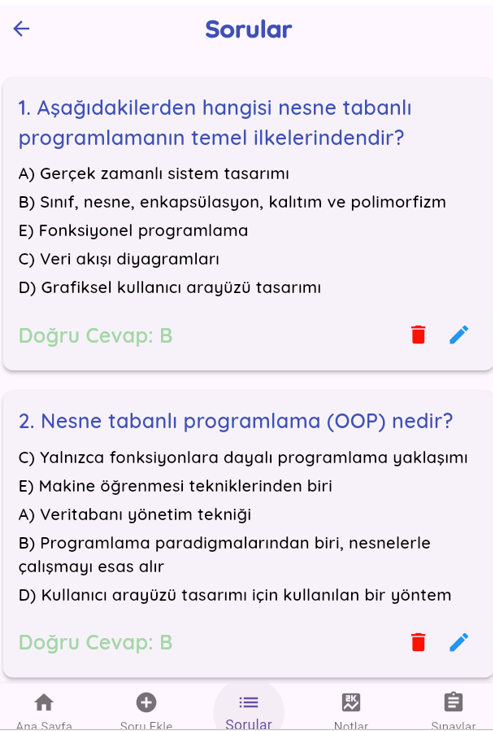 Sorular
1. Aşağıdakilerden hangisi nesne tabanlı
programlamanın temel ilkelerindendir?
A) Gerçek zamanlı sistem tasarımı
B) Sınıf, nesne, enkapsülasyon, kalıtım ve polimorfizm
E) Fonksiyonel programlama
C) Veri akışı diyagramları
D) Grafiksel kullanıcı arayüzü tasarımı
Doğru Cevap: B
2. Nesne tabanlı programlama (OOP) nedir?
C) Yalnızca fonksiyonlara dayalı programlama yaklaşımı
E) Makine öğrenmesi tekniklerinden biri
A) Veritabanı yönetim tekniği
B) Programlama paradigmalarından biri, nesnelerle
çalışmayı esas alır
D) Kullanıcı arayüzü tasarımı için kullanılan bir yöntem
Doğru Cevap: B
Ana Sayfa Soru Ekle Sorular Notlar Sınavlar